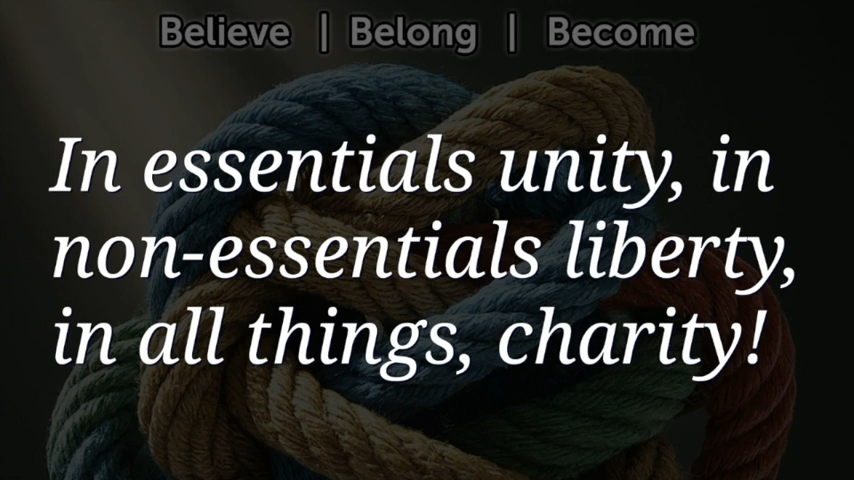 Believe | Belong | Become
In essentials unity, in
non-essentials liberty,
in all things, charity!